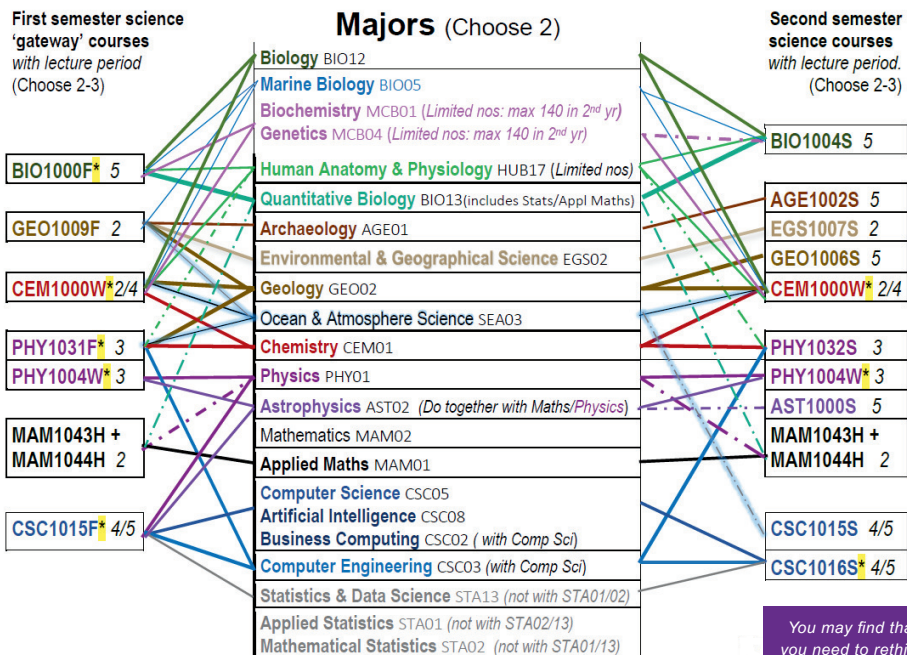 First semester science
'gateway' courses
with lecture period
(Choose 2-3)
BIO1000F* 5
GEO1009F 2
CEM1000W*2/4
PHY1031F* 3
PHY1004W* 3
MAM1043H +
MAM1044H 2
CSC1015F* 4/5
Majors (Choose 2)
Biology BIO12
Marine Biology BIO05
Biochemistry MCB01 (Limited nos: max 140 in 2nd yr)
Genetics MCB04 (Limited nos: max 140 in 2nd yr)
Human Anatomy & Physiology HUB17 (Limited nos)
Quantitative Biology BIO13(includes Stats/Appl Maths)
Archaeology AGE01
Environmental & Geographical Science EGS02
Geology GEO02
Ocean & Atmosphere Science SEA03
Chemistry CEM01
Physics PHY01
Astrophysics AST02 (Do together with Maths/Physics)
Mathematics MAM02
Applied Maths MAM01
Computer Science CSC05
Artificial Intelligence CSC08
Business Computing CSC02 ( with Comp Sci)
Computer Engineering CSC03 (with Comp Sci)
Statistics & Data Science STA13 (not with STA01/02)
Applied Statistics STA01 (not with STA02/13)
Mathematical Statistics STA02 (not with STA01/13)
Second semester
science courses
with lecture period.
(Choose 2-3)
BIO1004S 5
AGE1002S 5
EGS1007S 2
GEO1006S 5
CEM1000W* 2/4
PHY1032S 3
PHY1004W* 3
AST1000S 5
MAM1043H +
MAM1044H 2
CSC1015S 4/5
CSC1016S* 4/5
You may find tha
you need to rethi